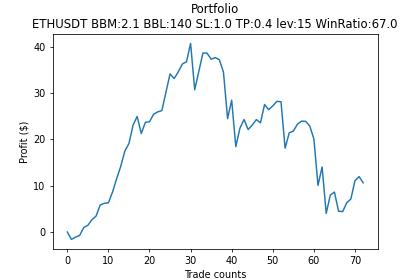 Portfolio
ETHUSDT BBM:2.1 BBL:140 SL:1.0 TP:0.4 lev:15 WinRatio:67.0
40
30
20
10
0
Profit ($)
0 10 20 30 40 50 60 70
Trade counts